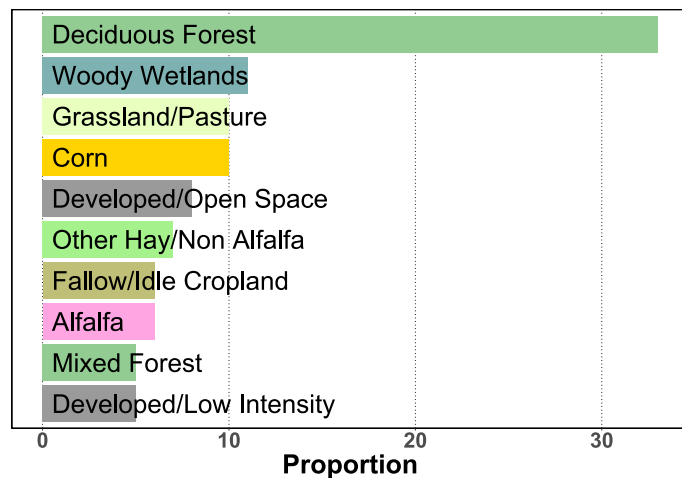 Deciduous Forest
Woody Wetlands
Grassland/Pasture
Corn
Developed/Open Space
Other Hay/Non Alfalfa
Fallow/Idle Cropland
Alfalfa
Mixed Forest
Developed/Low Intensity
0 10 20 30
Proportion